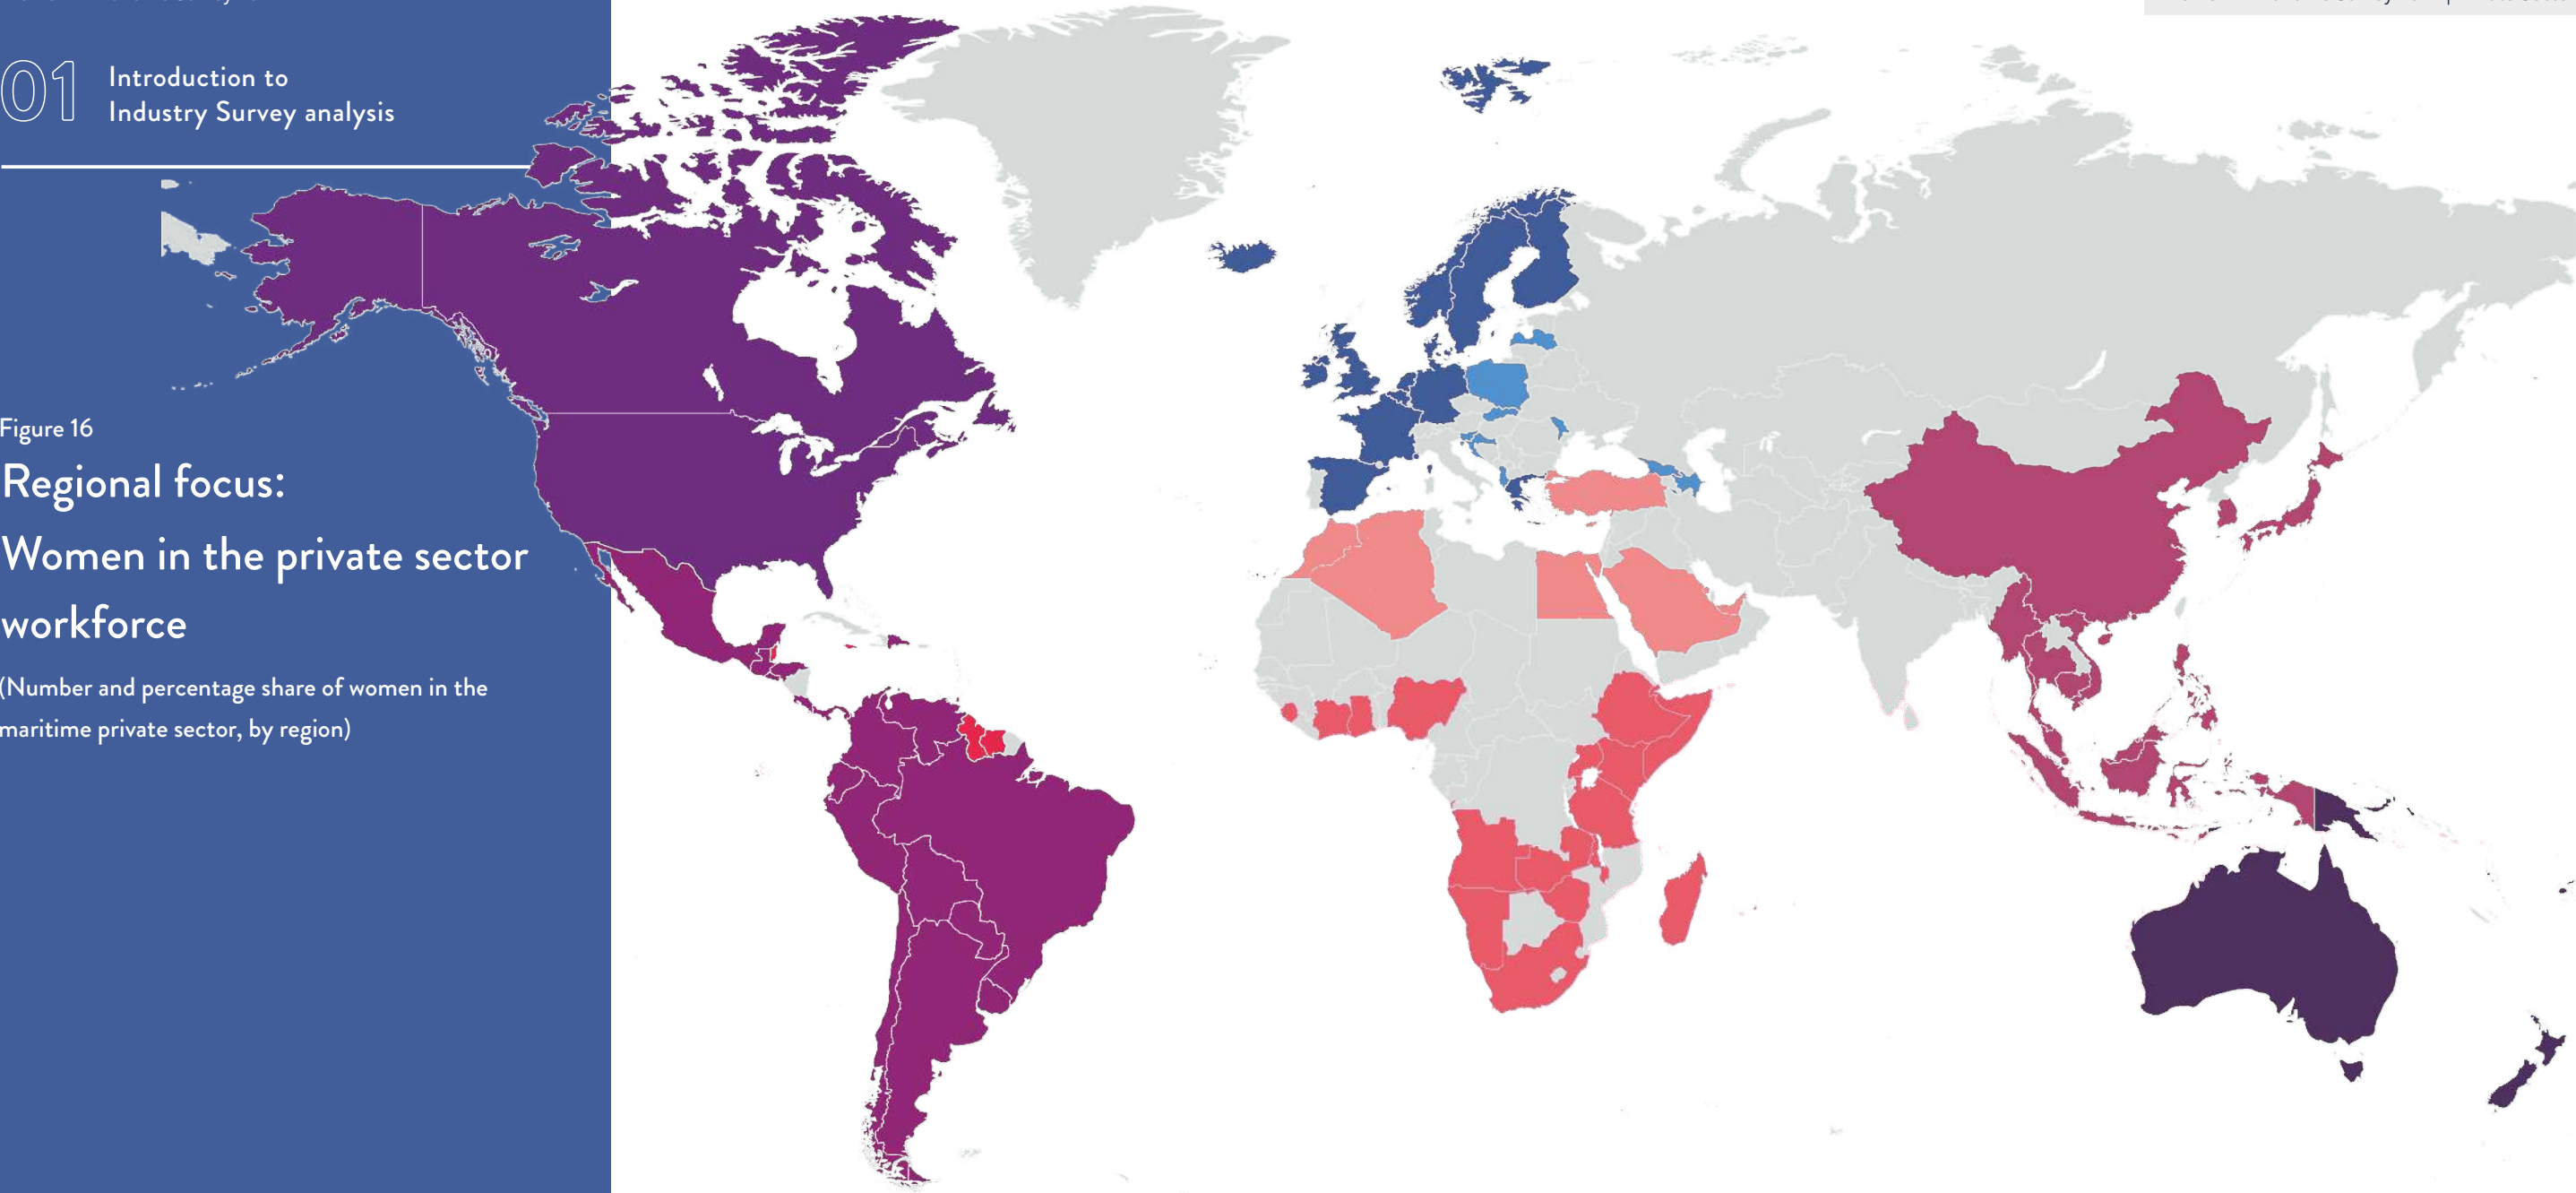 01
Introduction to
Industry Survey analysis
Figure 16
Regional focus:
Women in the private sector
workforce
(Number and percentage share of women in the
maritime private sector, by region)